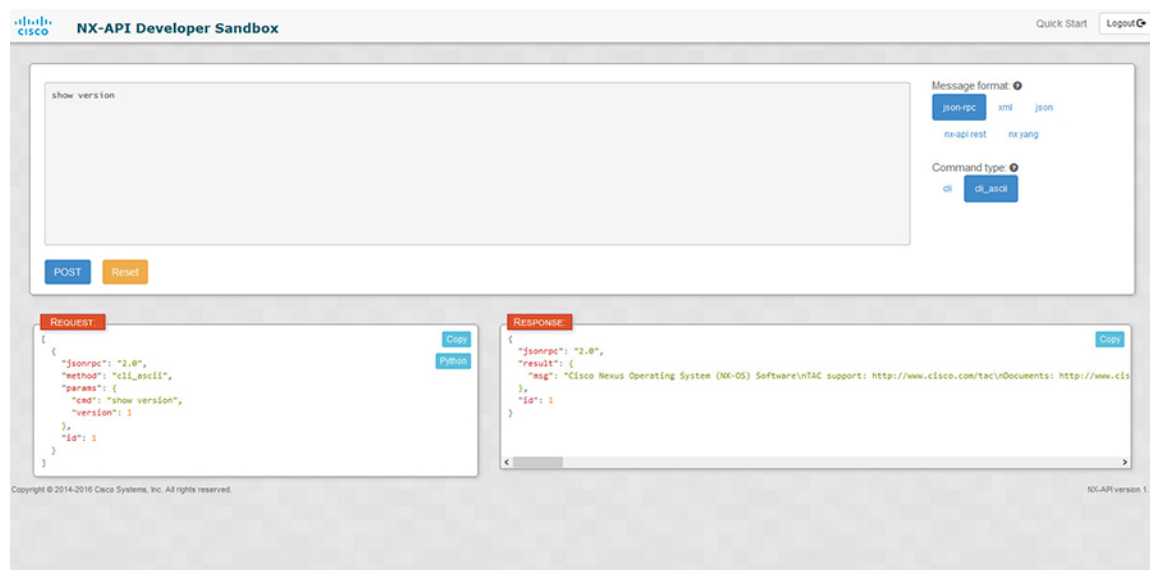 CISCO
NX-API Developer Sandbox
Quick Start
Logout
show version
Message format:
json-rpc
xml
json
nx-api rest
nx yang
Command type:
cli
cli_ascii
POST
Reset
REQUEST:
Copy
Python
[
{
"jsonrpc": "2.0",
"method": "cli_ascii",
"params": {
"cmd": "show version",
"version": 1
},
"id": 1
}
]
RESPONSE:
Copy
{
"jsonrpc": "2.0",
"result": {
"msg": "Cisco Nexus Operating System (NX-OS) Software\nTAC support: http://www.cisco.com/tac\nDocuments: http://www.cis
},
"id": 1
}
Copyright © 2014-2016 Cisco Systems, Inc. All rights reserved.
NX-API version 1.